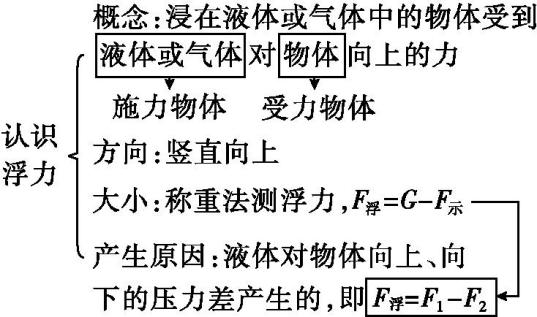 概念:浸在液体或气体中的物体受到
液体或气体对物体向上的力
施力物体 受力物体
认识
浮力
方向:竖直向上
大小:称重法测浮力,F浮=G-F示
产生原因:液体对物体向上、向
下的压力差产生的,即F浮=F1-F2